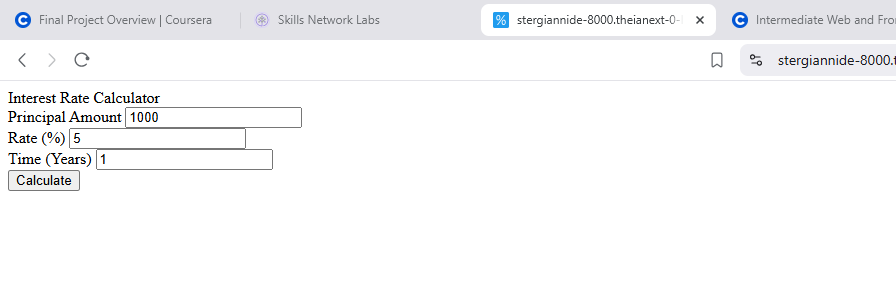 Final Project Overview | Coursera
Skills Network Labs
stergiannide-8000.theianext-0-
Intermediate Web and Fro
stergiannide-8000.t
Interest Rate Calculator
Principal Amount 1000
Rate (%) 5
Time (Years) 1
Calculate